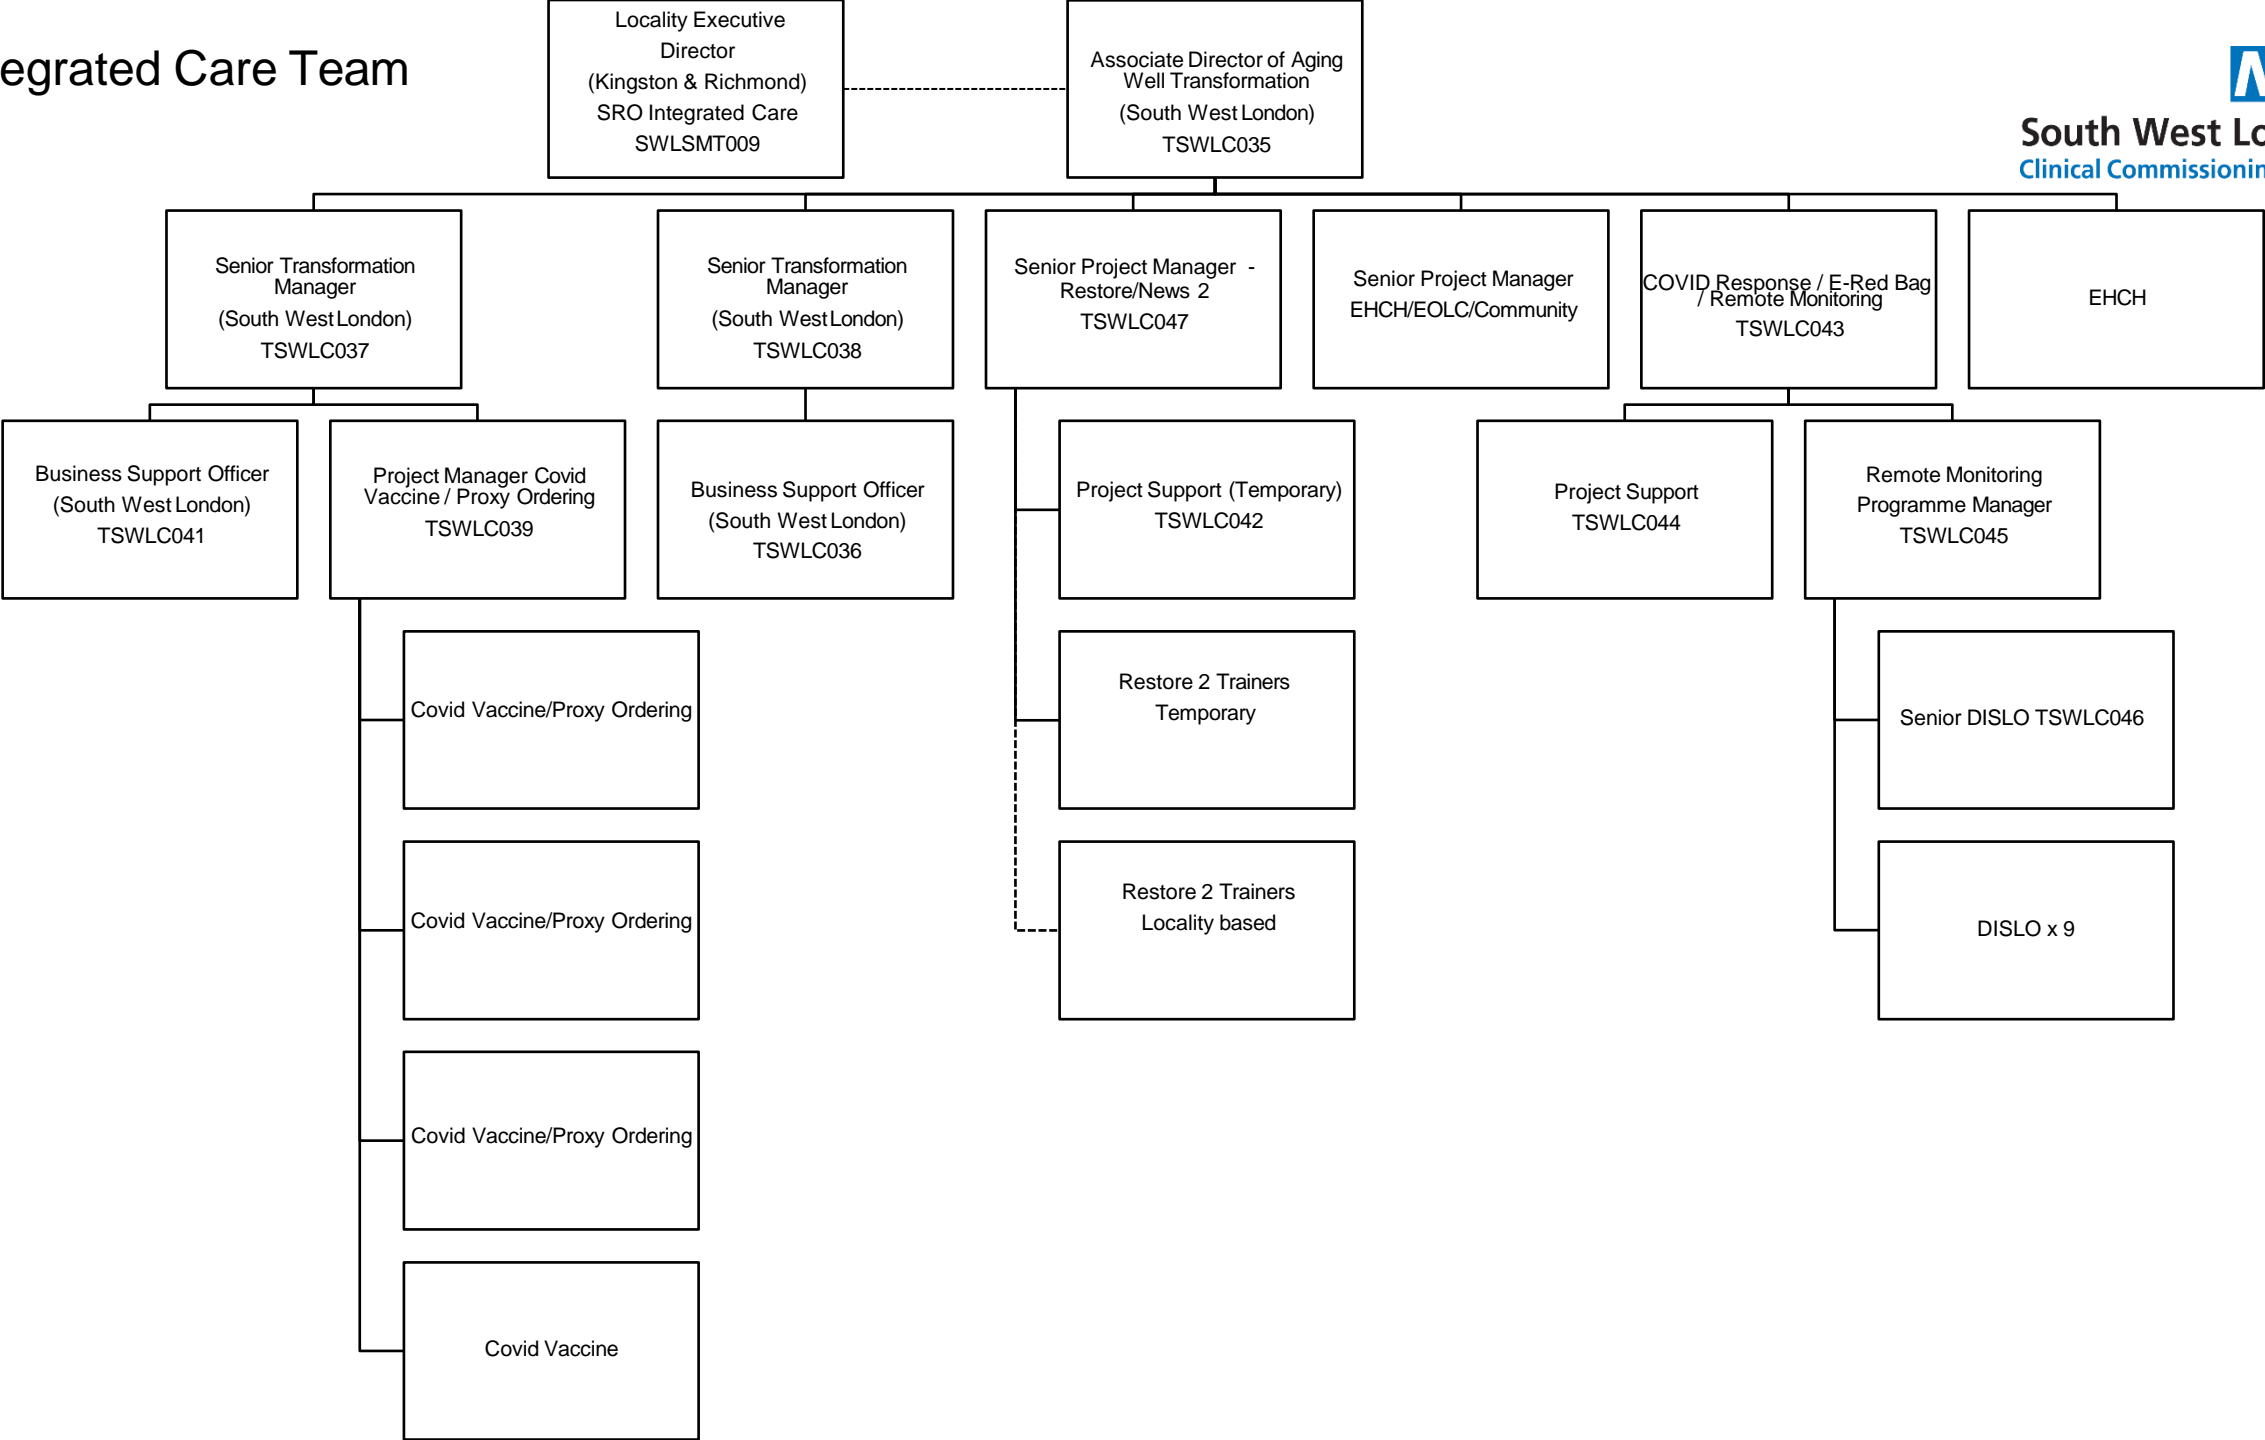 egrated Care Team
Locality Executive
Director
(Kingston & Richmond)
SRO Integrated Care
SWLSMT009
Associate Director of Aging
Well Transformation
(South West London)
TSWLC035
South West Lo
Clinical Commissionin
Senior Transformation
Manager
(South West London)
TSWLC037
Senior Transformation
Manager
(South West London)
TSWLC038
Senior Project Manager -
Restore/News 2
TSWLC047
Senior Project Manager
EHCH/EOLC/Community
COVID Response / E-Red Bag
/ Remote Monitoring
TSWLC043
EHCH
Business Support Officer
(South West London)
TSWLC041
Project Manager Covid
Vaccine / Proxy Ordering
TSWLC039
Business Support Officer
(South West London)
TSWLC036
Project Support (Temporary)
TSWLC042
Project Support
TSWLC044
Remote Monitoring
Programme Manager
TSWLC045
Covid Vaccine/Proxy Ordering
Restore 2 Trainers
Temporary
Senior DISLO TSWLC046
Covid Vaccine/Proxy Ordering
Restore 2 Trainers
Locality based
DISLO x 9
Covid Vaccine/Proxy Ordering
Covid Vaccine